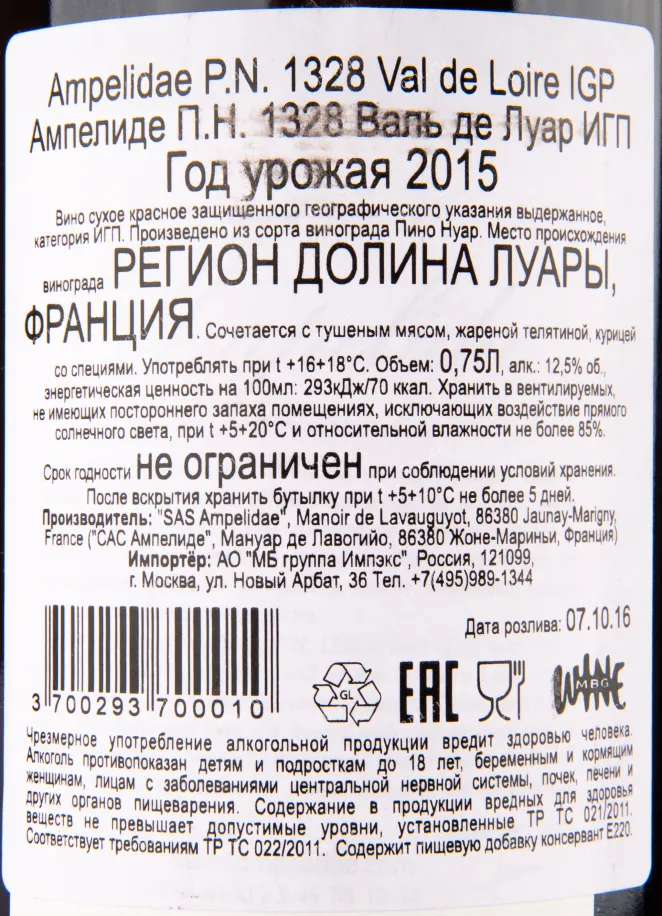 Ampelidae P.N. 1328 Val de Loire IGP
Ампелиде П.Н. 1328 Валь де Луар ИГП
Год урожая 2015
Вино сухое красное защищенного географического указания выдержанное,
категория ИГП. Произведено из сорта винограда Пино Нуар. Место происхождения
винограда РЕГИОН ДОЛИНА ЛУАРЫ,
ФРАНЦИЯ. Сочетается с тушеным мясом, жареной телятиной, курицей
со специями. Употреблять при t +16+18°С. Объем: 0,75Л, алк.: 12,5% об.,
энергетическая ценность на 100мл: 293кДж/70 ккал. Хранить в вентилируемых,
не имеющих постороннего запаха помещениях, исключающих воздействие прямого
солнечного света, при t +5+20°С и относительной влажности не более 85%.
Срок годности не ограничен при соблюдении условий хранения.
После вскрытия хранить бутылку при t +5+10°С не более 5 дней.
Производитель: "SAS Ampelidae", Manoir de Lavauguyot, 86380 Jaunay-Marigny,
France ("САС Ампелиде", Мануар де Лавогийо, 86380 Жоне-Мариньи, Франция)
Импортёр: АО "МБ группа Импэкс", Россия, 121099,
г. Москва, ул. Новый Арбат, 36 Тел. +7(495)989-1344
Дата розлива: 07.10.16
3 700293 700010
GL
EAC
WINE
MBG
Чрезмерное употребление алкогольной продукции вредит здоровью человека.
Алкоголь противопоказан детям и подросткам до 18 лет, беременным и кормящим
женщинам, лицам с заболеваниями центральной нервной системы, почек, печени и
других органов пищеварения. Содержание в продукции вредных для здоровья
веществ не превышает допустимые уровни, установленные ТР ТС 021/2011.
Соответствует требованиям ТР ТС 022/2011. Содержит пищевую добавку консервант Е220.